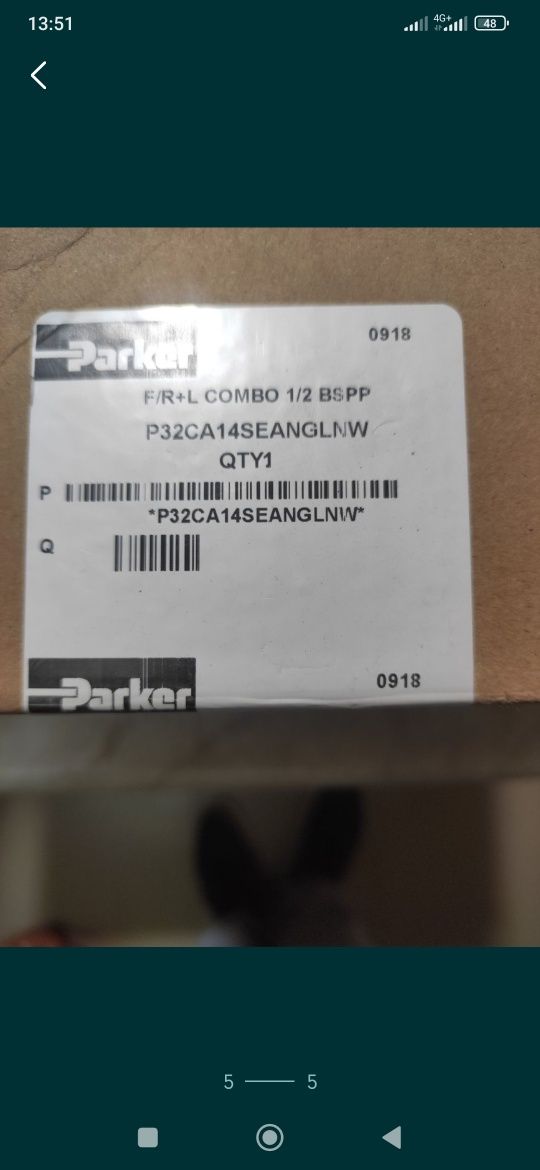 13:51
4G+
48
Parker
0918
F/R+L COMBO 1/2 BSPP
P32CA14SEANGLNW
QTY1
P
*P32CA14SEANGLNW*
Q
Parker
0918
5 5